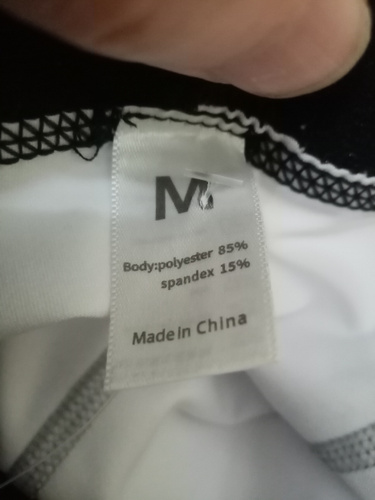 M
Body:polyester 85%
spandex 15%
Made in China